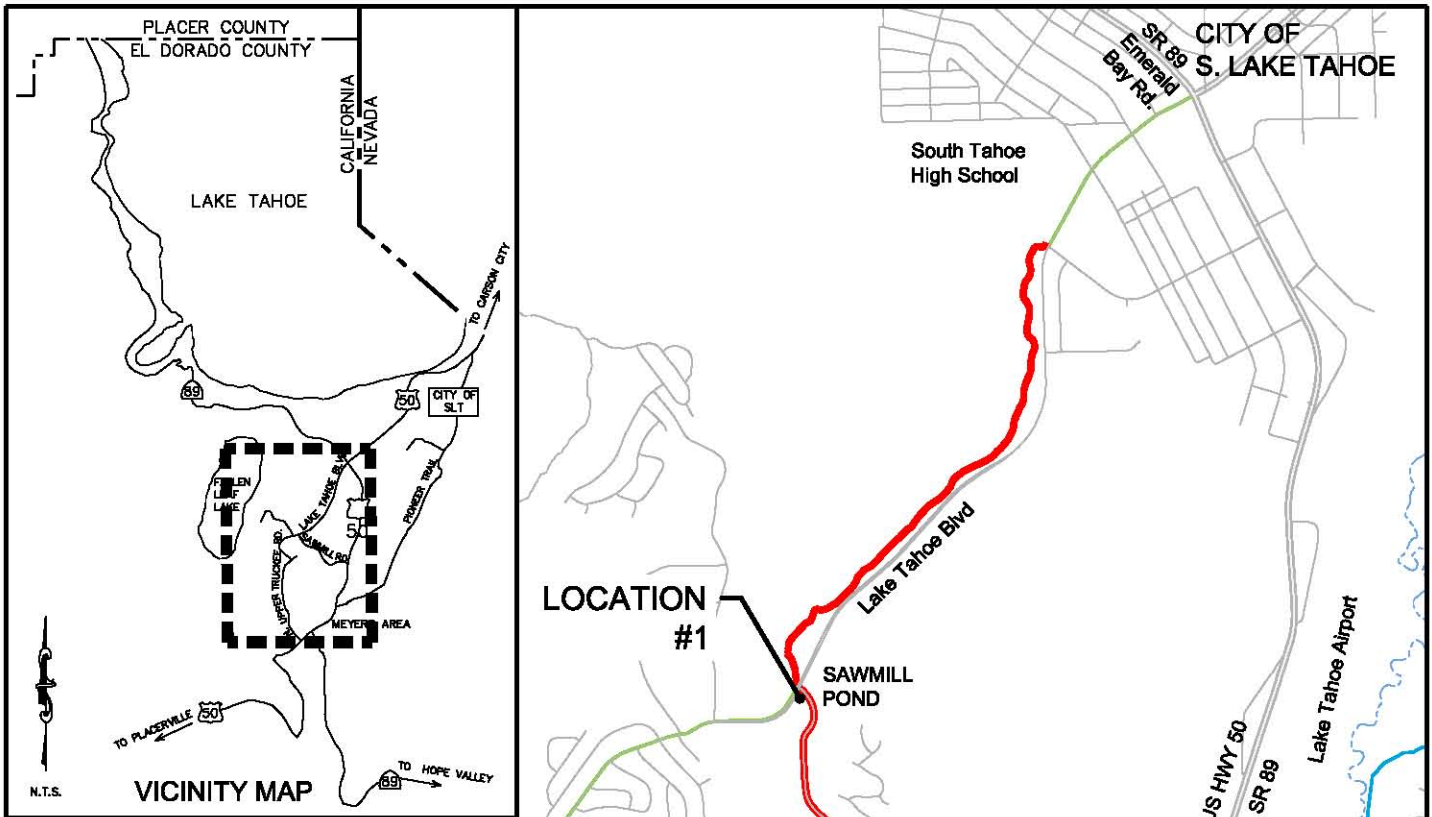 PLACER COUNTY
EL DORADO COUNTY
CALIFORNIA
NEVADA
LAKE TAHOE
TO CARSON CITY
89
50
CITY OF
SLT
LAKE TAHOE BLVD
PIONEER TRAIL
LEAF
LAKE
50
SAWMILL RD.
UPPER TRUCKEE RD.
MEYERS AREA
TO PLACERVILLE
50
TO HOPE VALLEY
89
N.T.S.
VICINITY MAP
CITY OF
S. LAKE TAHOE
SR 89
Emerald
Bay Rd.
South Tahoe
High School
Lake Tahoe Blvd
LOCATION
#1
SAWMILL
POND
US HWY 50
SR 89
Lake Tahoe Airport